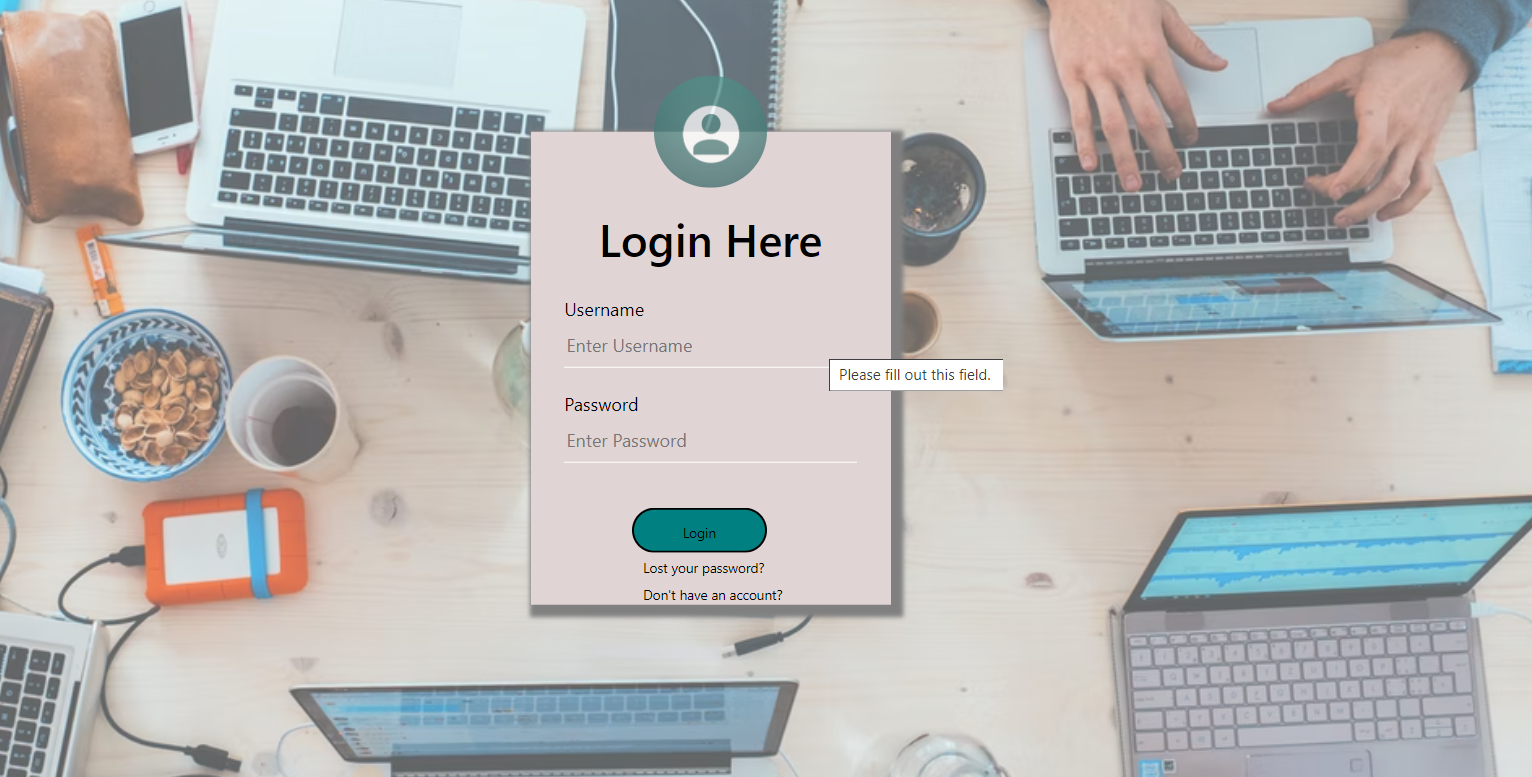 Login Here
Username
Enter Username
Please fill out this field.
Password
Enter Password
Login
Lost your password?
Don't have an account?